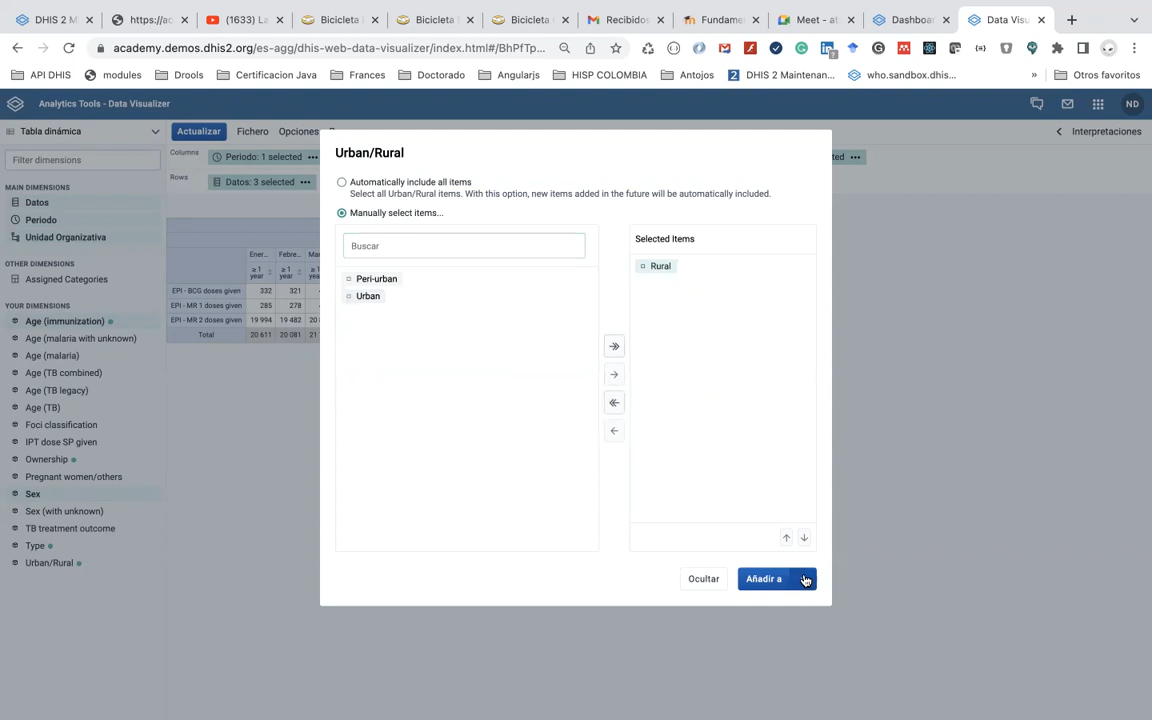 DHIS 2 M
https://ac
(1633) La
Bicicleta
Bicicleta
Bicicleta
Recibidos
Fundame
Meet - at
Dashboar
Data Visu
academy.demos.dhis2.org/es-agg/dhis-web-data-visualizer/index.html#/BhPfTp...
API DHIS
modules
Drools
Certificacion Java
Frances
Doctorado
Angularjs
HISP COLOMBIA
Antojos
DHIS 2 Maintenan...
who.sandbox.dhis...
»
Otros favoritos
Analytics Tools - Data Visualizer
ND
Tabla dinámica
Actualizar
Fichero
Opciones
Interpretaciones
Filter dimensions
Columns
Periodo: 1 selected
Rows
Datos: 3 selected
MAIN DIMENSIONS
Datos
Periodo
Unidad Organizativa
OTHER DIMENSIONS
Assigned Categories
YOUR DIMENSIONS
Age (immunization)
Age (malaria with unknown)
Age (malaria)
Age (TB combined)
Age (TB legacy)
Age (TB)
Foci classification
IPT dose SP given
Ownership
Pregnant women/others
Sex
Sex (with unknown)
TB treatment outcome
Type
Urban/Rural
Ener...
Febre...
≥ 1 year
≥ 1 year
EPI - BCG doses given 332 321
EPI - MR 1 doses given 285 278
EPI - MR 2 doses given 19 994 19 482
Total 20 611 20 081
Urban/Rural
Automatically include all items
Select all Urban/Rural items. With this option, new items added in the future will be automatically included.
Manually select items...
Buscar
Peri-urban
Urban
Selected Items
Rural
Ocultar
Añadir a